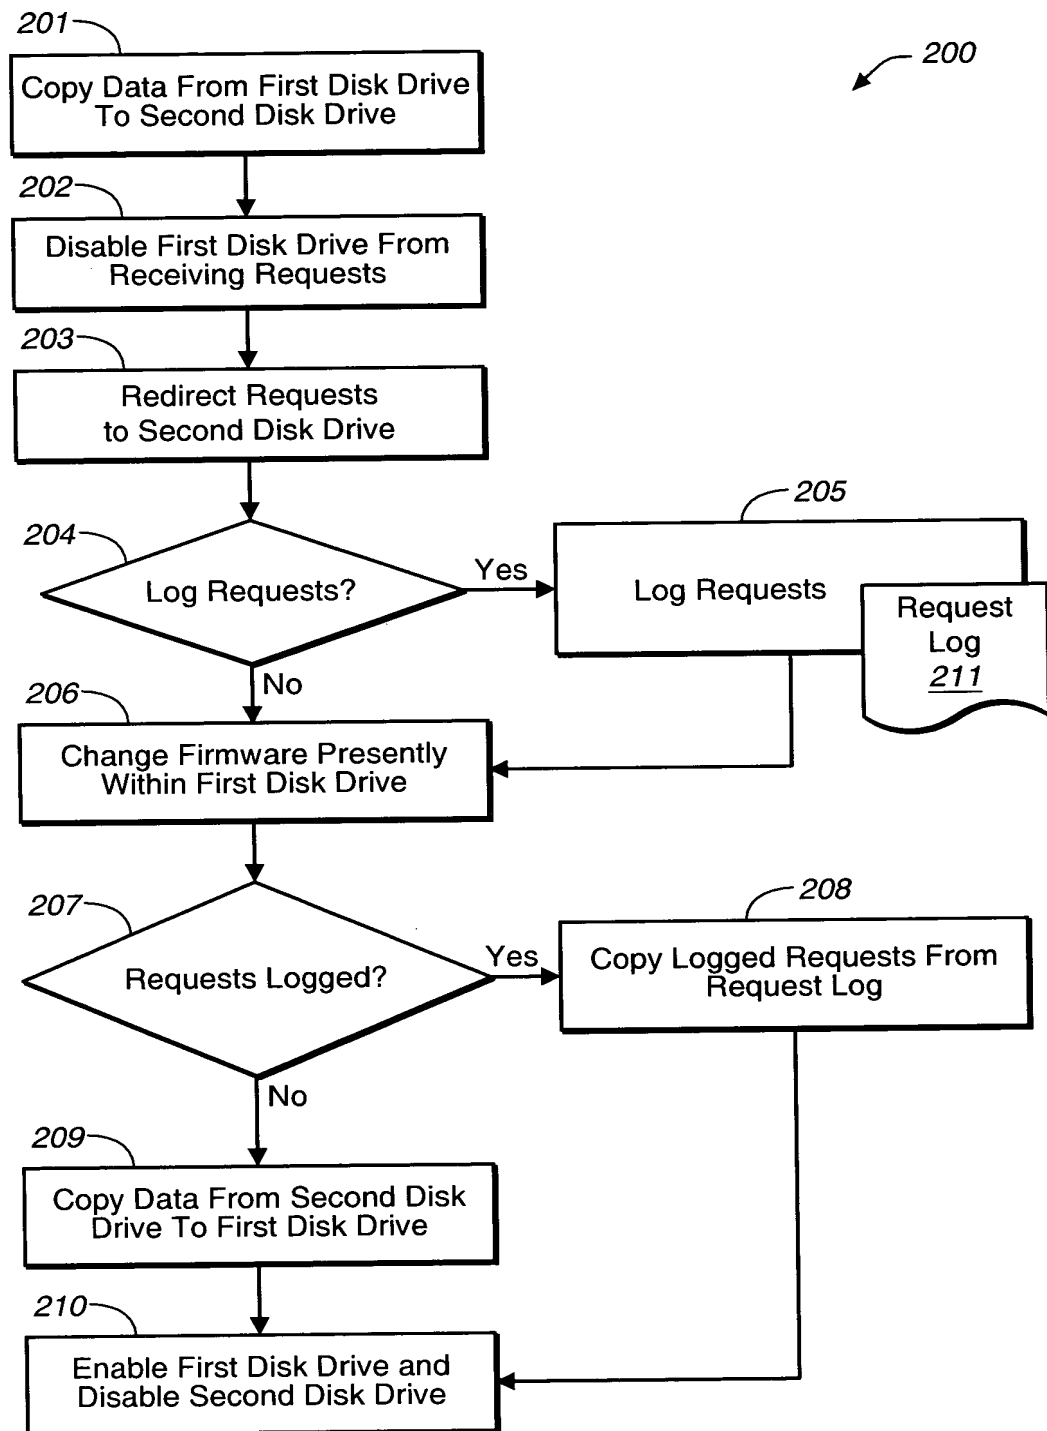 201
200
Copy Data From First Disk Drive
To Second Disk Drive
202
Disable First Disk Drive From
Receiving Requests
203
Redirect Requests
to Second Disk Drive
204
Log Requests?
Yes
205
Log Requests
Request
Log
211
No
206
Change Firmware Presently
Within First Disk Drive
207
Requests Logged?
Yes
208
Copy Logged Requests From
Request Log
No
209
Copy Data From Second Disk
Drive To First Disk Drive
210
Enable First Disk Drive and
Disable Second Disk Drive